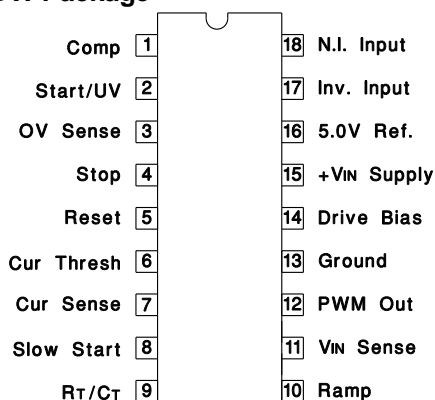 Comp 1 18 N.I. Input
Start/UV 2 17 Inv. Input
OV Sense 3 16 5.0V Ref.
Stop 4 15 +VIN Supply
Reset 5 14 Drive Bias
Cur Thresh 6 13 Ground
Cur Sense 7 12 PWM Out
Slow Start 8 11 VIN Sense
RT/CT 9 10 Ramp